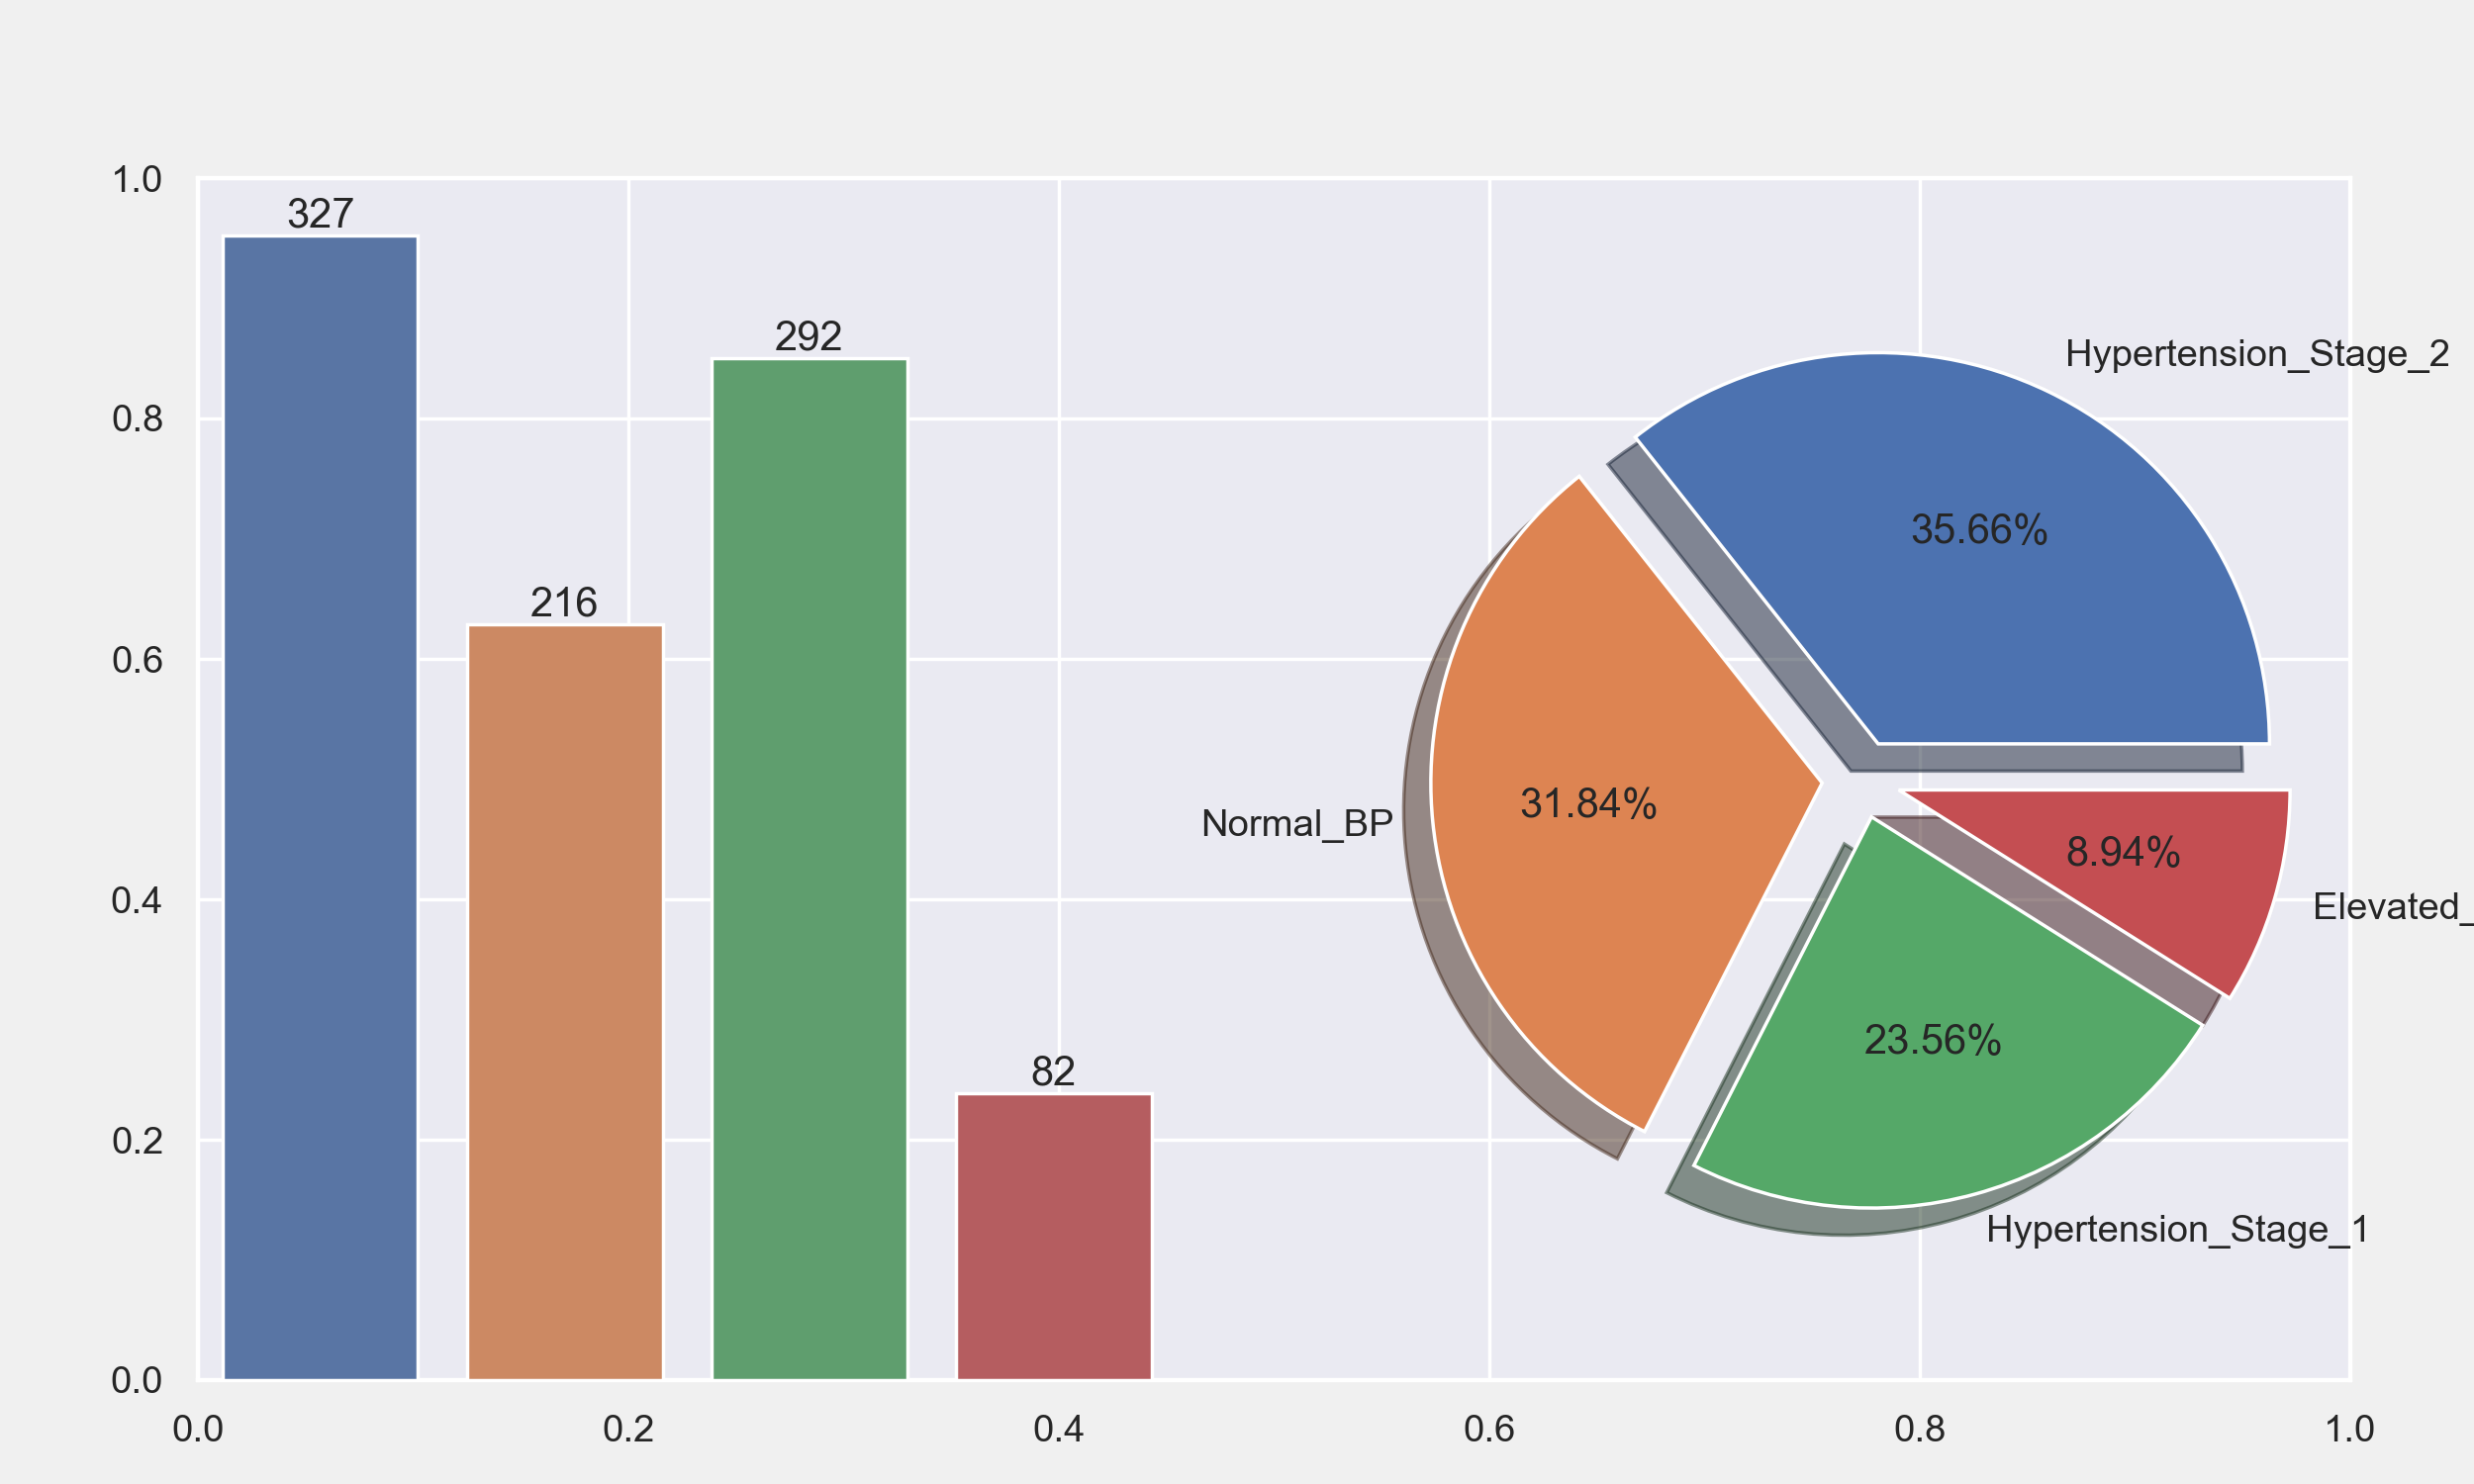 1.0
327
292
Hypertension_Stage_2
0.8
35.66%
216
0.6
31.84%
Normal_BP
8.94%
0.4
Elevated_
23.56%
82
0.2
Hypertension_Stage_1
0.0
0.0 0.2 0.4 0.6 0.8 1.0